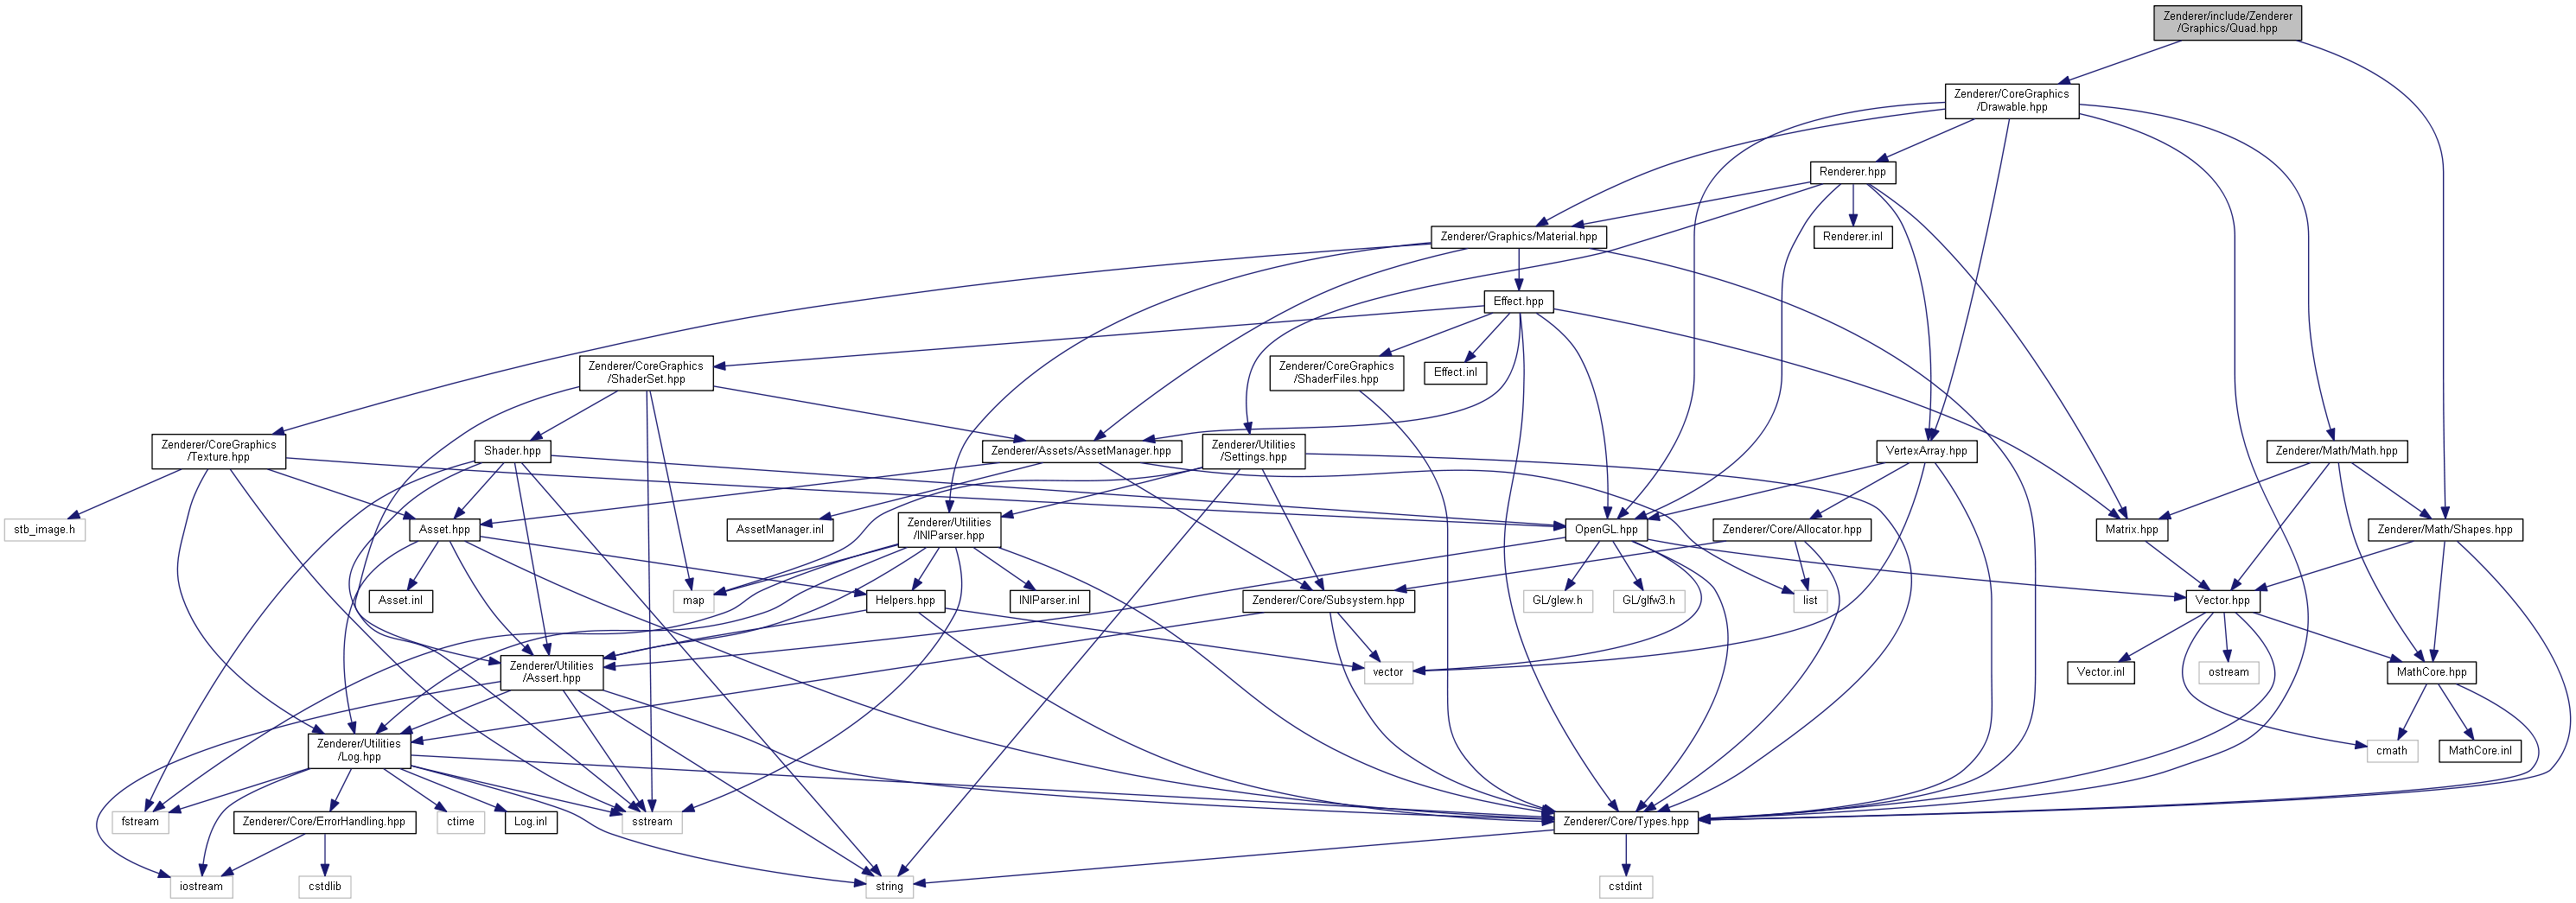 Zenderer/include/Zenderer
/Graphics/Quad.hpp
Zenderer/CoreGraphics
/Drawable.hpp
Renderer.hpp
Zenderer/Graphics/Material.hpp
Renderer.inl
Effect.hpp
Zenderer/CoreGraphics
/ShaderSet.hpp
Zenderer/CoreGraphics
/ShaderFiles.hpp
Effect.inl
Zenderer/CoreGraphics
/Texture.hpp
Shader.hpp
Zenderer/Assets/AssetManager.hpp
Zenderer/Utilities
/Settings.hpp
VertexArray.hpp
Zenderer/Math/Math.hpp
stb_image.h
Asset.hpp
AssetManager.inl
Zenderer/Utilities
/INIParser.hpp
OpenGL.hpp
Zenderer/Core/Allocator.hpp
Matrix.hpp
Zenderer/Math/Shapes.hpp
Asset.inl
map
Helpers.hpp
INIParser.inl
Zenderer/Core/Subsystem.hpp
GL/glew.h
GL/glfw3.h
list
Vector.hpp
Zenderer/Utilities
/Assert.hpp
vector
Vector.inl
ostream
MathCore.hpp
Zenderer/Utilities
/Log.hpp
cmath
MathCore.inl
fstream
Zenderer/Core/ErrorHandling.hpp
ctime
Log.inl
sstream
Zenderer/Core/Types.hpp
iostream
cstdlib
string
cstdint